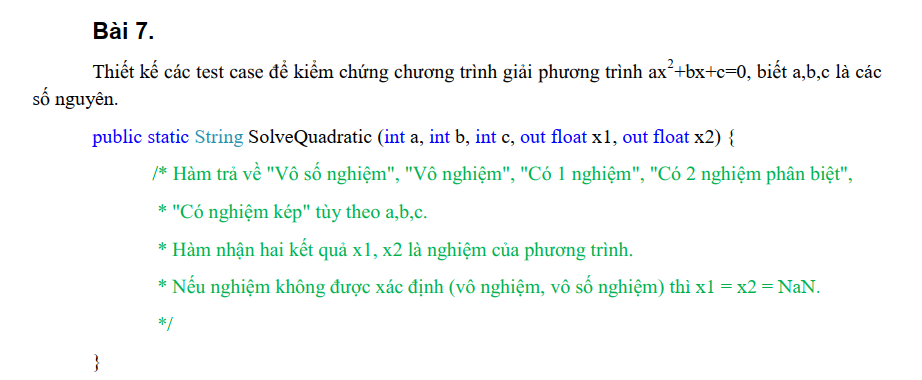 Bài 7.
Thiết kế các test case để kiểm chứng chương trình giải phương trình ax²+bx+c=0, biết a,b,c là các
số nguyên.
public static String SolveQuadratic (int a, int b, int c, out float x1, out float x2) {
/* Hàm trả về "Vô số nghiệm", "Vô nghiệm", "Có 1 nghiệm", "Có 2 nghiệm phân biệt",
* "Có nghiệm kép" tùy theo a,b,c.
* Hàm nhận hai kết quả x1, x2 là nghiệm của phương trình.
* Nếu nghiệm không được xác định (vô nghiệm, vô số nghiệm) thì x1 = x2 = NaN.
*/
}